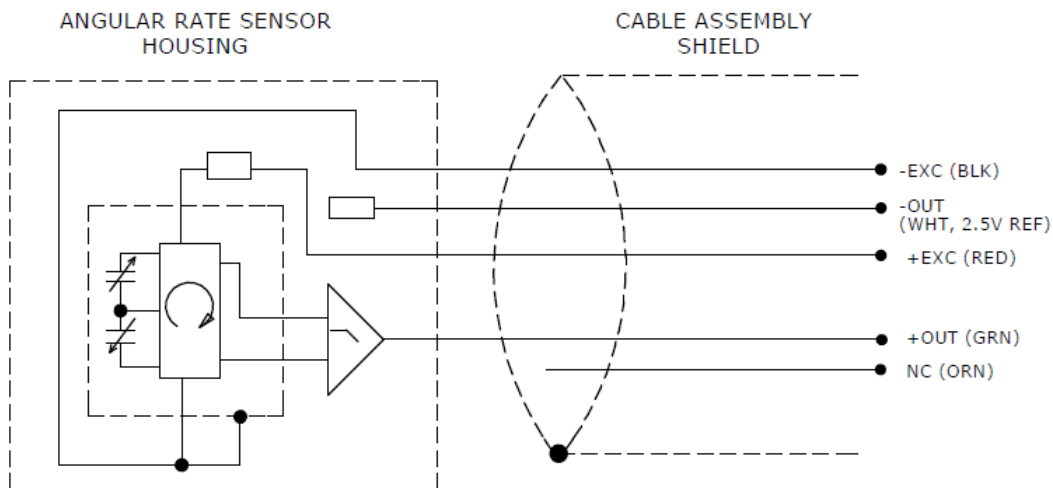 ANGULAR RATE SENSOR
HOUSING
CABLE ASSEMBLY
SHIELD
-EXC (BLK)
-OUT
(WHT, 2.5V REF)
+EXC (RED)
+OUT (GRN)
NC (ORN)